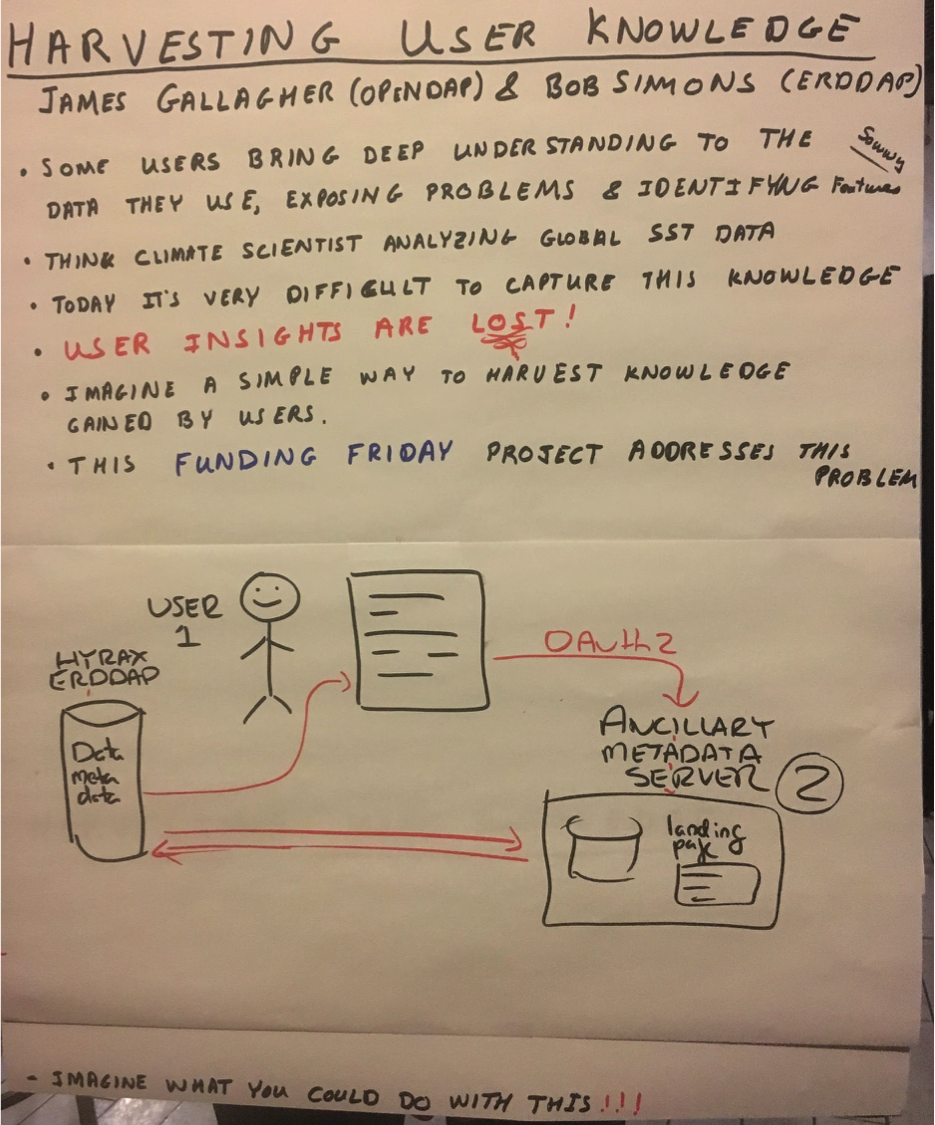 HARVESTING USER KNOWLEDGE
JAMES GALLAGHER (OPENDAP) & BOB SIMONS (ERDDAP)
• SOME USERS BRING DEEP UNDERSTANDING TO THE
DATA THEY USE, EXPOSING PROBLEMS & IDENTIFYNG Features
• THINK CLIMATE SCIENTIST ANALYZING GLOBAL SST DATA
• TODAY IT'S VERY DIFFICULT TO CAPTURE THIS KNOWLEDGE
• USER INSIGHTS ARE LOST!
• IMAGINE A SIMPLE WAY TO HARVEST KNOWLEDGE
GAINED BY USERS.
• THIS FUNDING FRIDAY PROJECT ADDRESSES THIS
PROBLEM
USER
1
HYRAX
ERDDAP
Data
meta
data
OAuth2
ANCILLARY
METADATA
SERVER 2
landing
page
- IMAGINE WHAT YOU COULD DO WITH THIS!!!